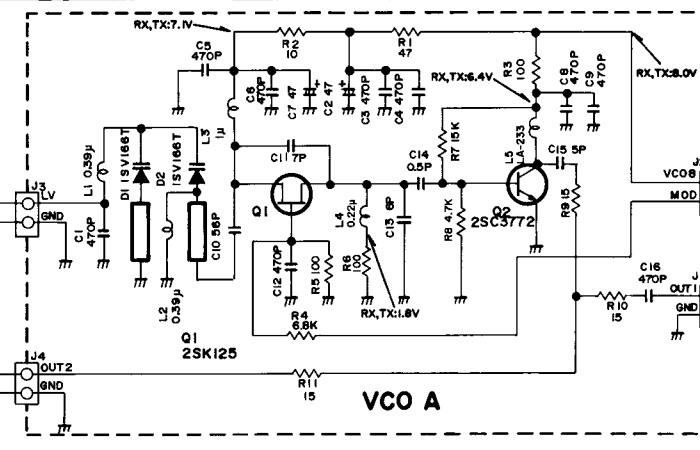 RX,TX:7.1V
C5
470P
R2
10
R1
47
R3
100
C8
470P
C9
470P
RX,TX:8.0V
RX,TX:6.4V
C6
470P
C7 47
+
C2 47
+
C3 470P
C4 470P
L3
1μ
L1 0.39μ
D1 1SV166T
D2
1SV166T
C11 7P
R7 15K
C14
0.5P
L5
LA-233
C15 5P
J3
LV
GND
C1
470P
C10 56P
Q1
L4
0.22μ
C13 6P
R8 4.7K
Q2
2SC3772
R9 15
VCOB
MOD
L2
0.39μ
C12 470P
R5 100
R6
100
RX,TX:1.8V
C16
470P
J
OUT1
GND
R10
15
R4
6.8K
Q1
2SK125
J4
OUT2
GND
R11
15
VCO A